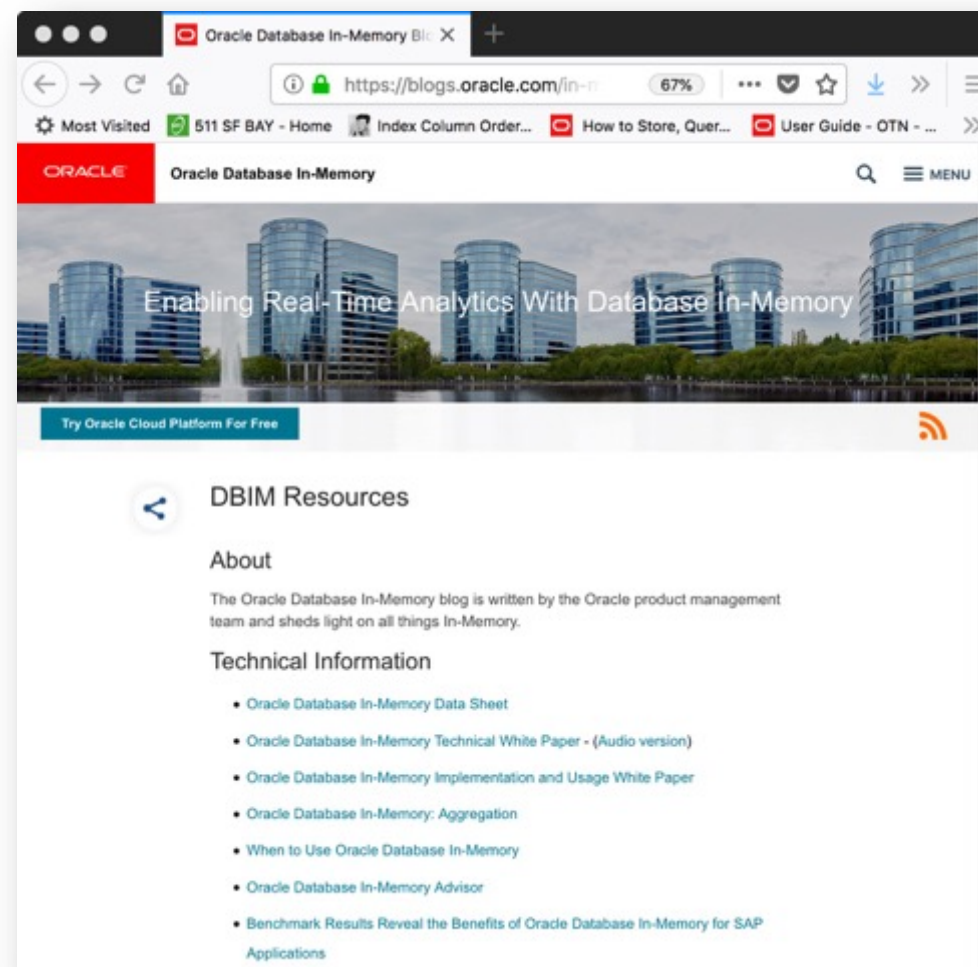 Oracle Database In-Memory Blo
https://blogs.oracle.com/in-m 67%
Most Visited 511 SF BAY - Home Index Column Order... How to Store, Quer... User Guide - OTN - ...
ORACLE Oracle Database In-Memory MENU
Enabling Real-Time Analytics With Database In-Memory
Try Oracle Cloud Platform For Free
DBIM Resources
About
The Oracle Database In-Memory blog is written by the Oracle product management
team and sheds light on all things In-Memory.
Technical Information
• Oracle Database In-Memory Data Sheet
• Oracle Database In-Memory Technical White Paper - (Audio version)
• Oracle Database In-Memory Implementation and Usage White Paper
• Oracle Database In-Memory: Aggregation
• When to Use Oracle Database In-Memory
• Oracle Database In-Memory Advisor
• Benchmark Results Reveal the Benefits of Oracle Database In-Memory for SAP
Applications